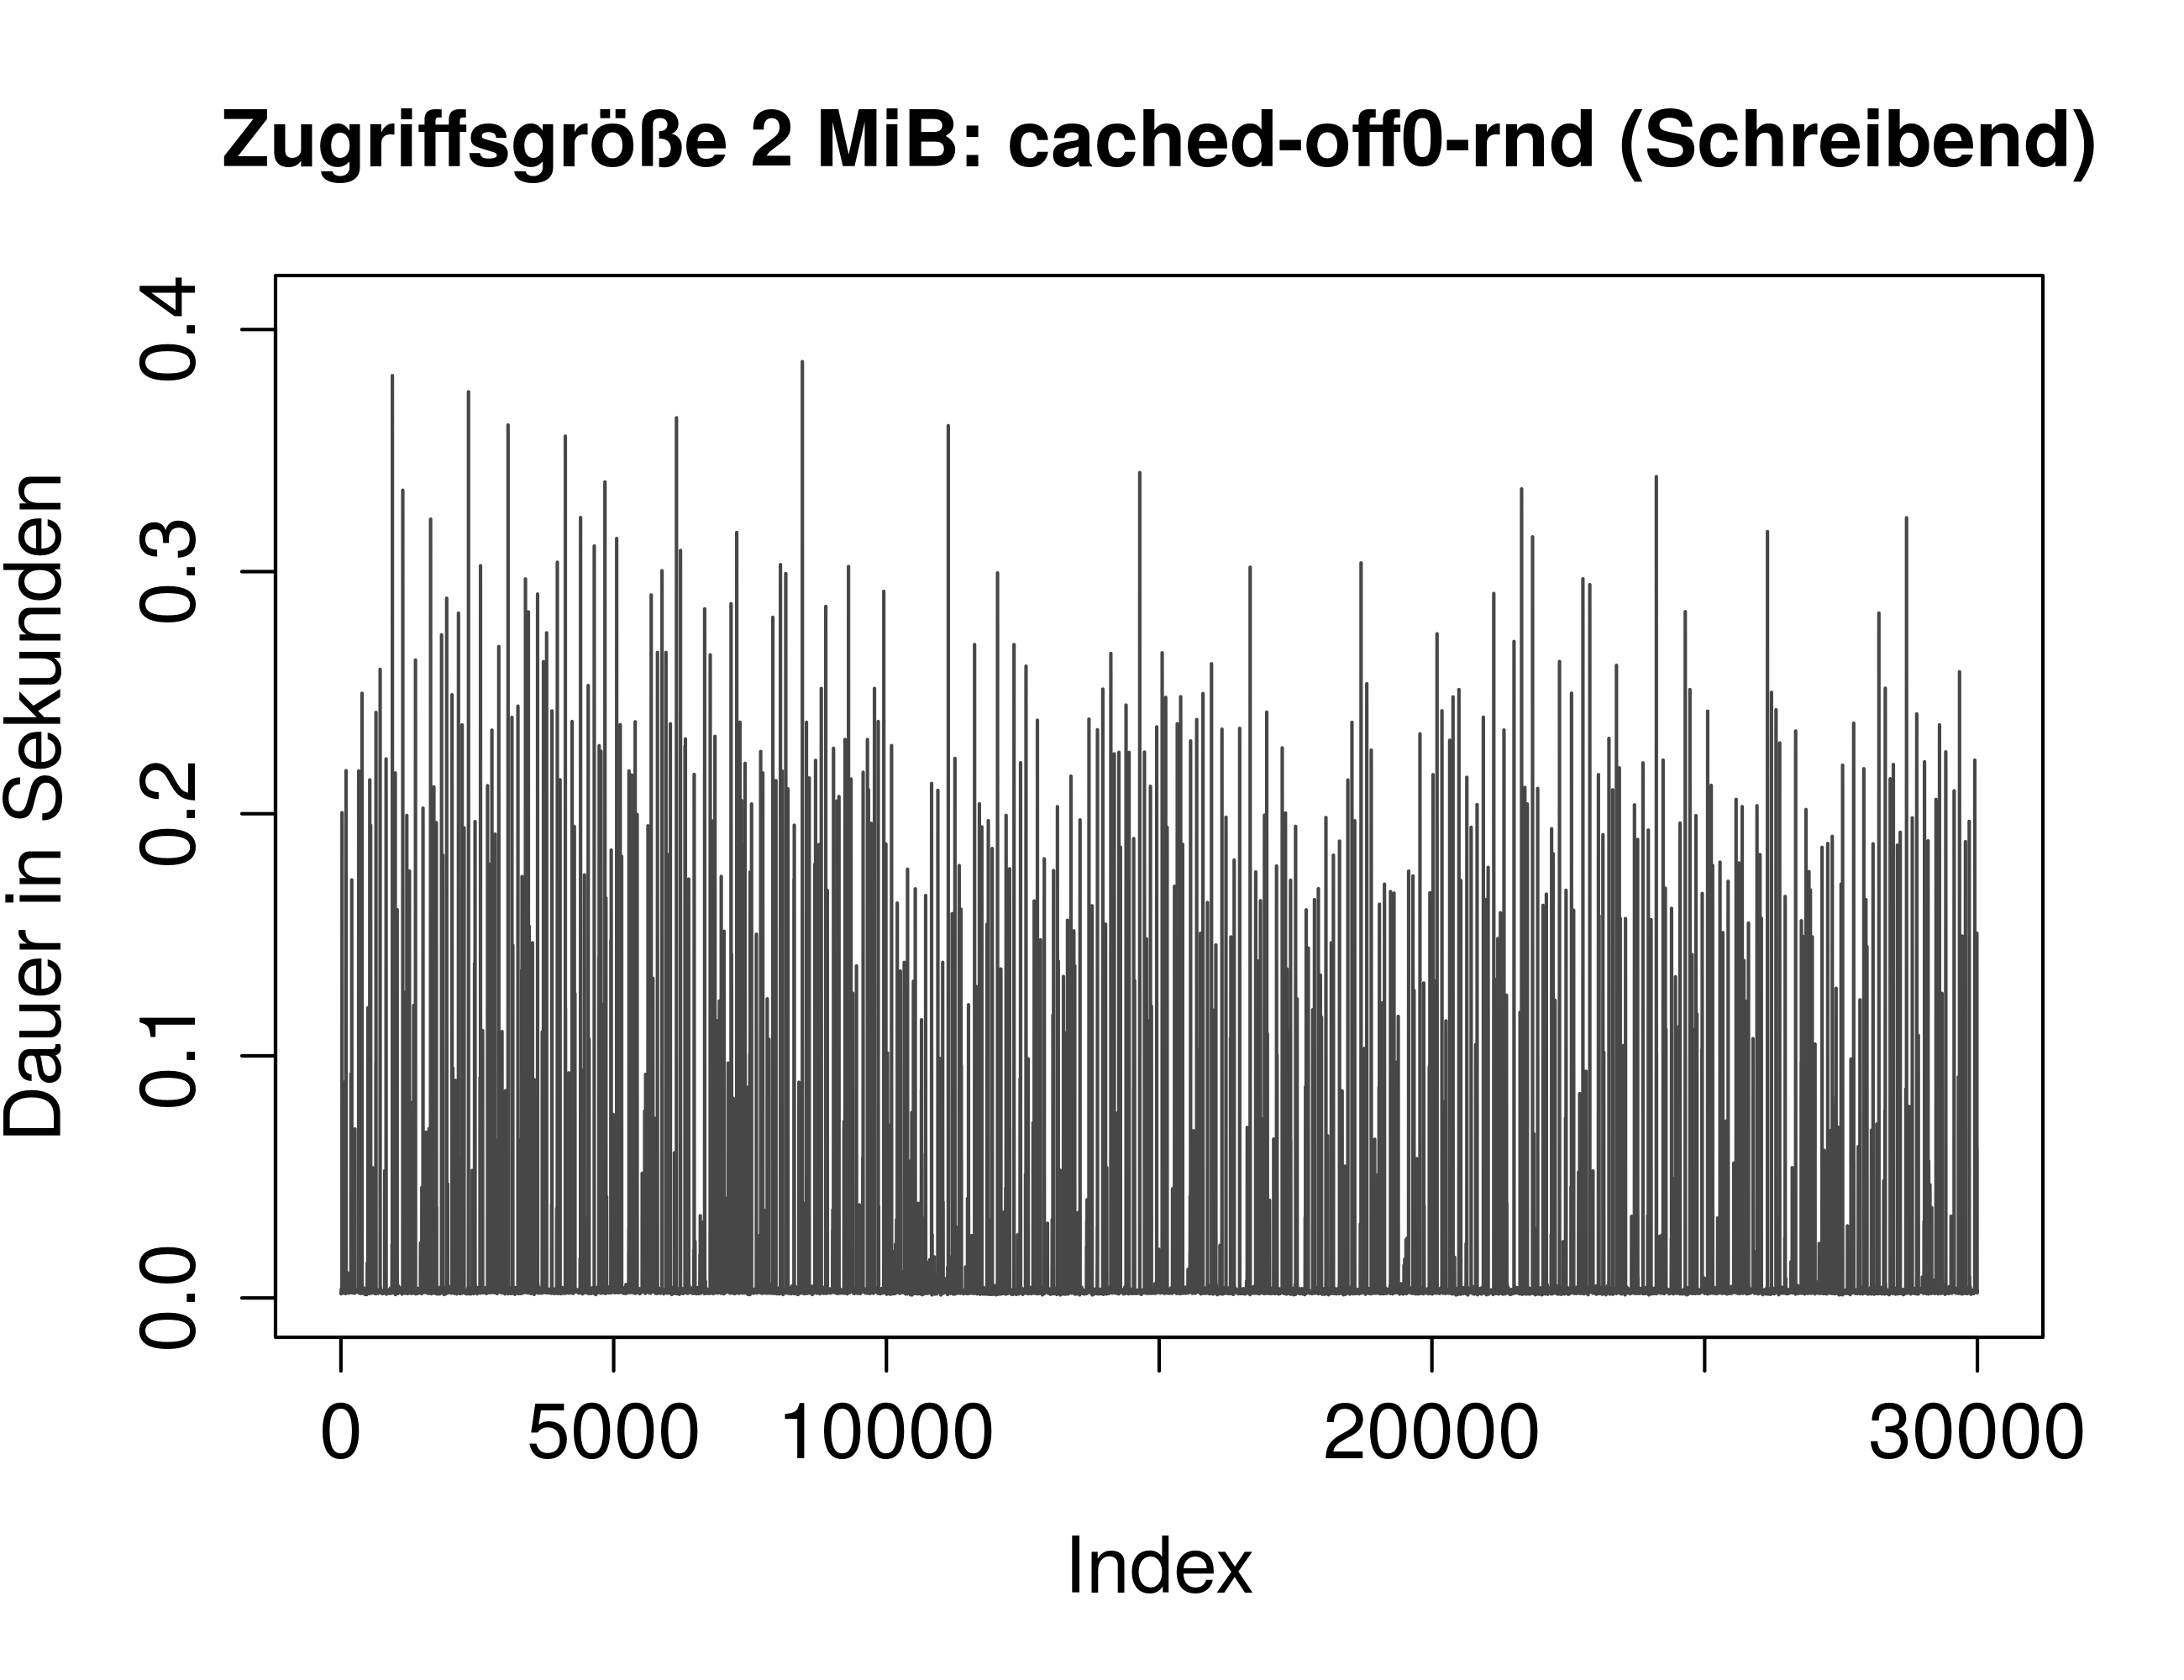 Zugriffsgröße 2 MiB: cached-off0-rnd (Schreibend)
Dauer in Sekunden
0.4
0.3
0.2
0.1
0.0
0 5000 10000 20000 30000
Index